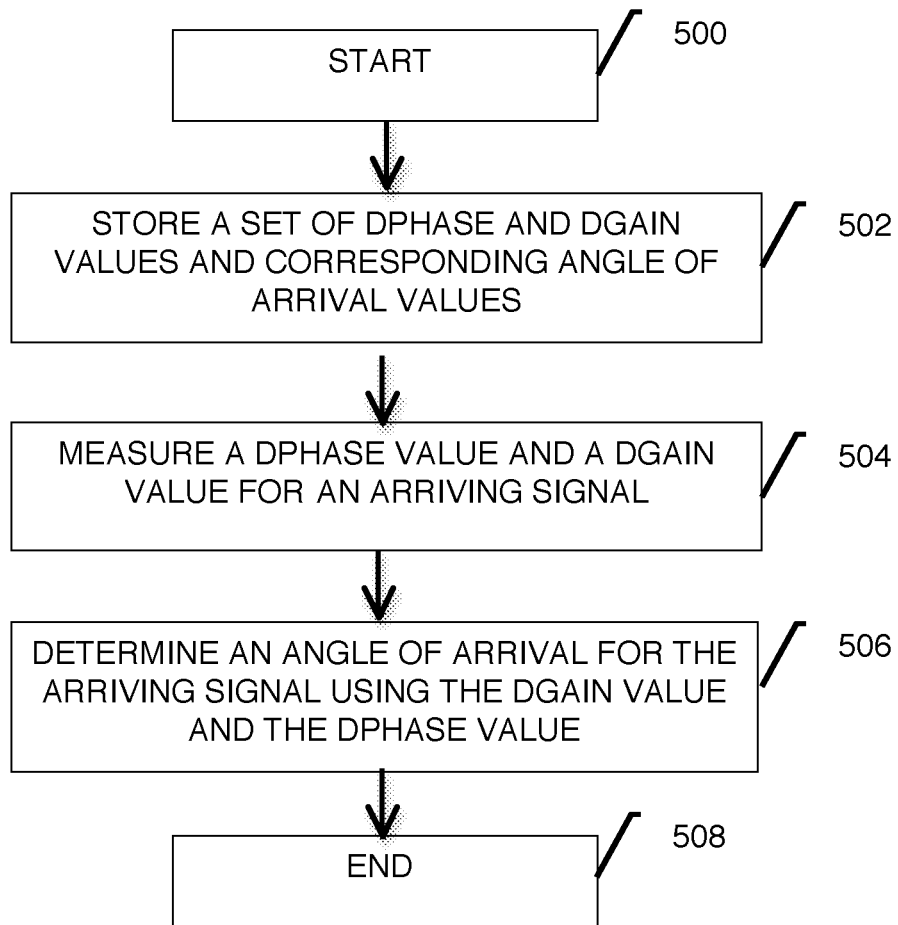 START
500
STORE A SET OF DPHASE AND DGAIN
VALUES AND CORRESPONDING ANGLE OF
ARRIVAL VALUES
502
MEASURE A DPHASE VALUE AND A DGAIN
VALUE FOR AN ARRIVING SIGNAL
504
DETERMINE AN ANGLE OF ARRIVAL FOR THE
ARRIVING SIGNAL USING THE DGAIN VALUE
AND THE DPHASE VALUE
506
END
508